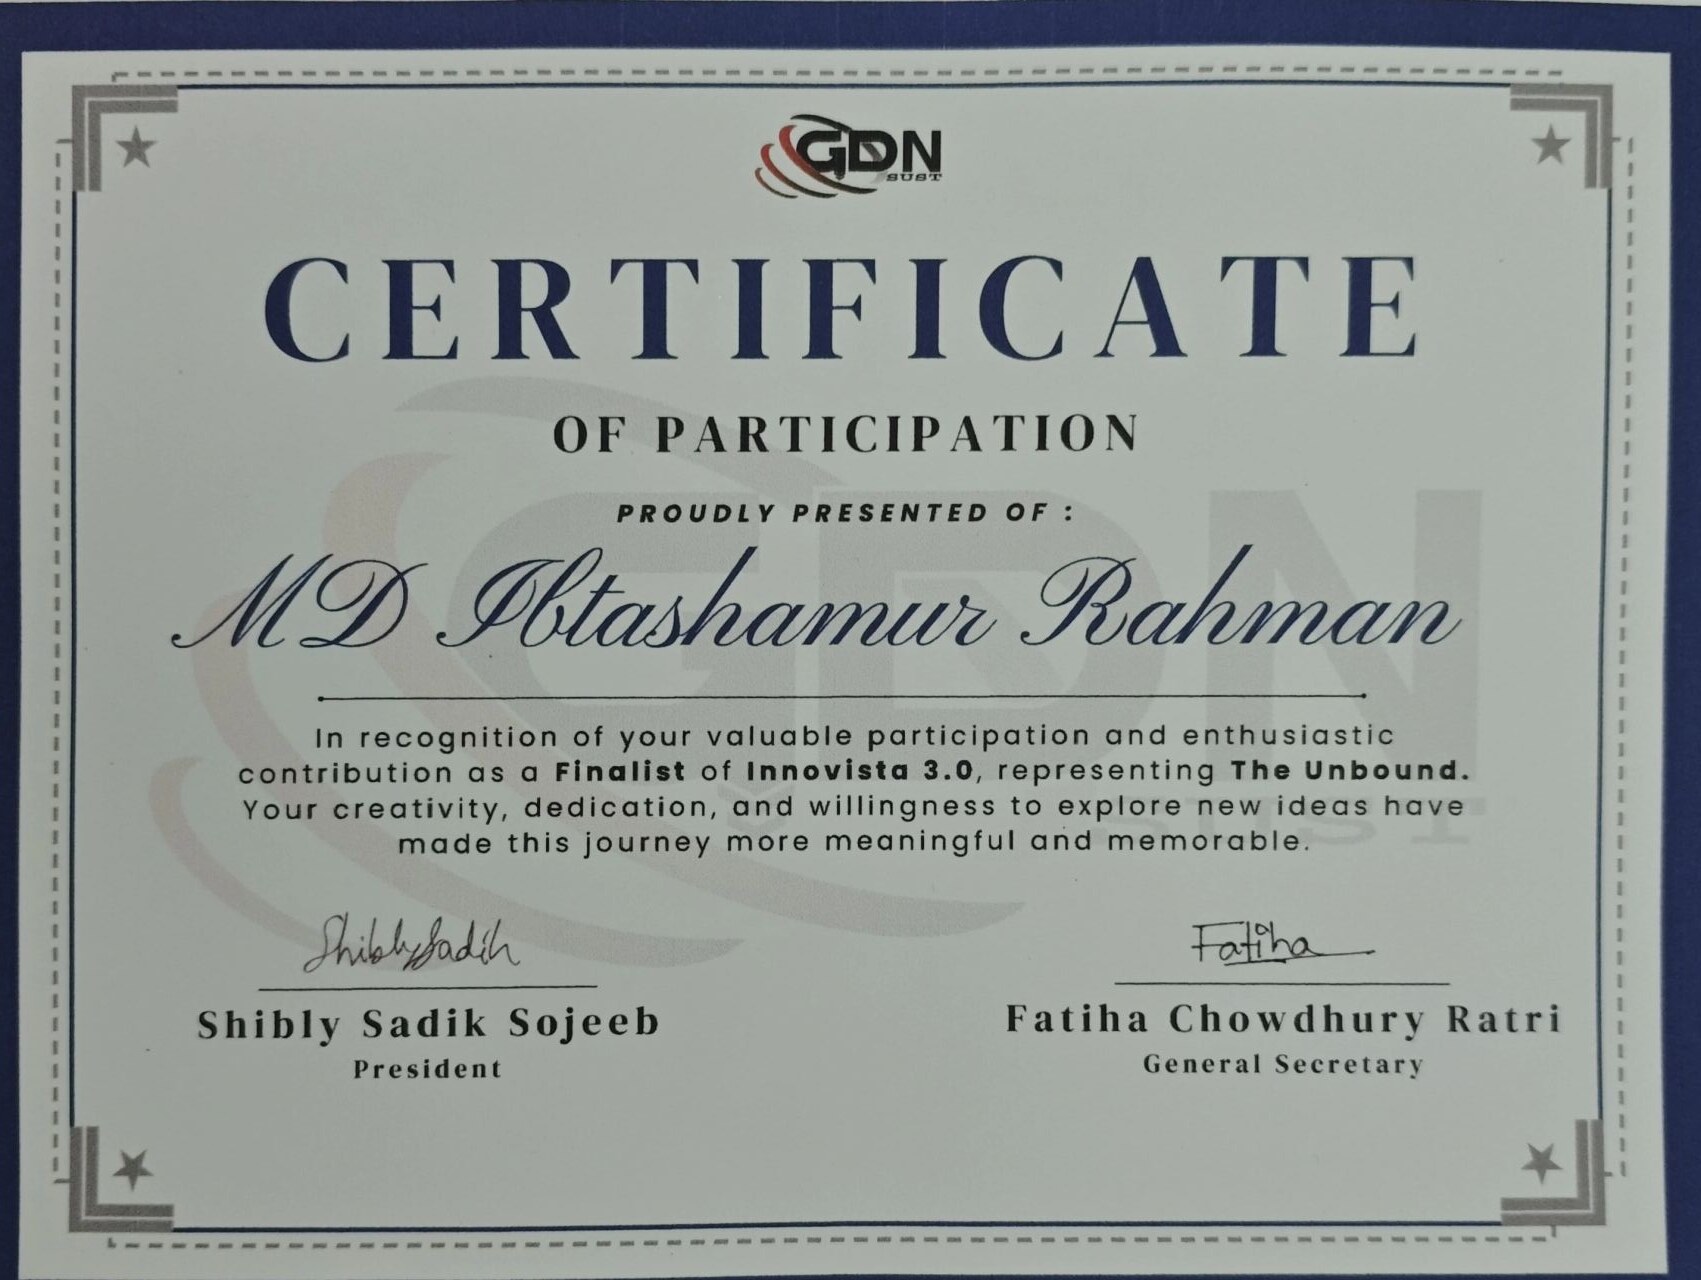 GDN
SUST
CERTIFICATE
OF PARTICIPATION
PROUDLY PRESENTED OF :
MD Ibtashamur Rahman
In recognition of your valuable participation and enthusiastic
contribution as a Finalist of Innovista 3.0, representing The Unbound.
Your creativity, dedication, and willingness to explore new ideas have
made this journey more meaningful and memorable.
Shibly Sadik
Fatiha
Shibly Sadik Sojeeb
Fatiha Chowdhury Ratri
President
General Secretary